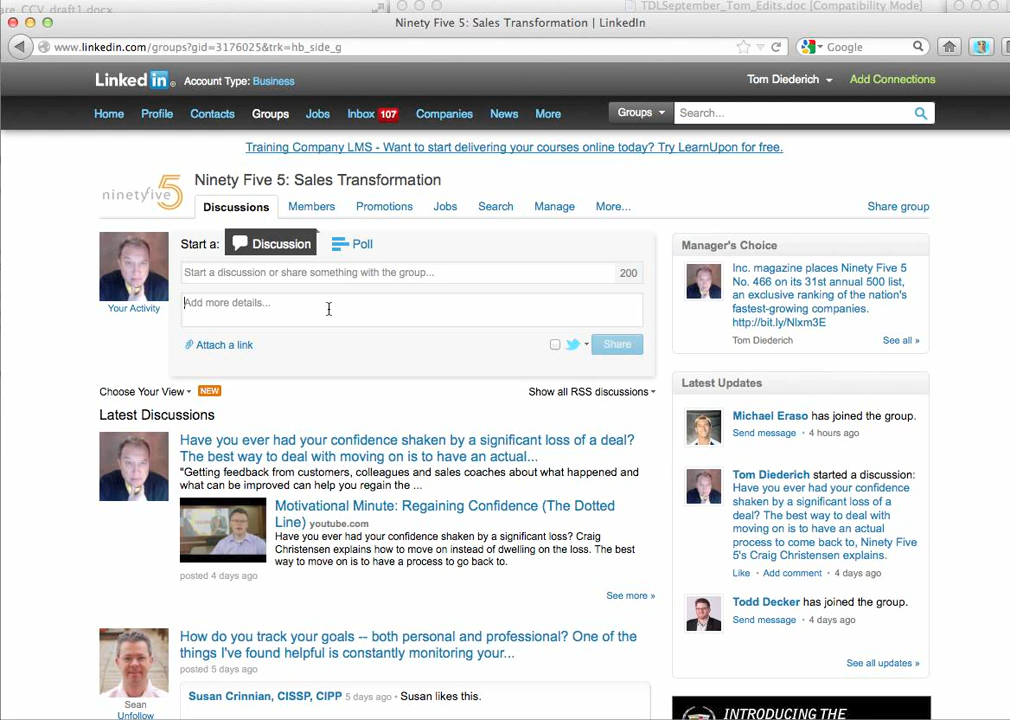 are_CCV_draft1.docx
TDLSeptember_Tom_Edits.doc [Compatibility Mode]
Ninety Five 5: Sales Transformation | LinkedIn
www.linkedin.com/groups?gid=3176025&trk=hb_side_g
Google
Linked in® Account Type: Business
Tom Diederich
Add Connections
Home Profile Contacts Groups Jobs Inbox 107 Companies News More
Groups
Search...
Training Company LMS - Want to start delivering your courses online today? Try LearnUpon for free.
ninetyfive5
Ninety Five 5: Sales Transformation
Discussions Members Promotions Jobs Search Manage More...
Share group
Your Activity
Start a: Discussion Poll
Start a discussion or share something with the group... 200
Add more details...
Attach a link
Share
Choose Your View NEW
Show all RSS discussions
Latest Discussions
Have you ever had your confidence shaken by a significant loss of a deal?
The best way to deal with moving on is to have an actual...
"Getting feedback from customers, colleagues and sales coaches about what happened and
what can be improved can help you regain the ...
Motivational Minute: Regaining Confidence (The Dotted
Line) youtube.com
Have you ever had your confidence shaken by a significant loss? Craig
Christensen explains how to move on instead of dwelling on the loss. The best
way to move on is to have a process to go back to.
posted 4 days ago
See more »
Sean
Unfollow
How do you track your goals -- both personal and professional? One of the
things I've found helpful is constantly monitoring your...
posted 5 days ago
Susan Crinnian, CISSP, CIPP 5 days ago • Susan likes this.
Manager's Choice
Inc. magazine places Ninety Five 5
No. 466 on its 31st annual 500 list,
an exclusive ranking of the nation's
fastest-growing companies.
http://bit.ly/Nlxm3E
Tom Diederich See all »
Latest Updates
Michael Eraso has joined the group.
Send message • 4 hours ago
Tom Diederich started a discussion:
Have you ever had your confidence
shaken by a significant loss of a
deal? The best way to deal with
moving on is to have an actual
process to come back to, Ninety Five
5's Craig Christensen explains.
Like • Add comment • 4 days ago
Todd Decker has joined the group.
Send message • 4 days ago
See all updates »
INTRODUCING THE